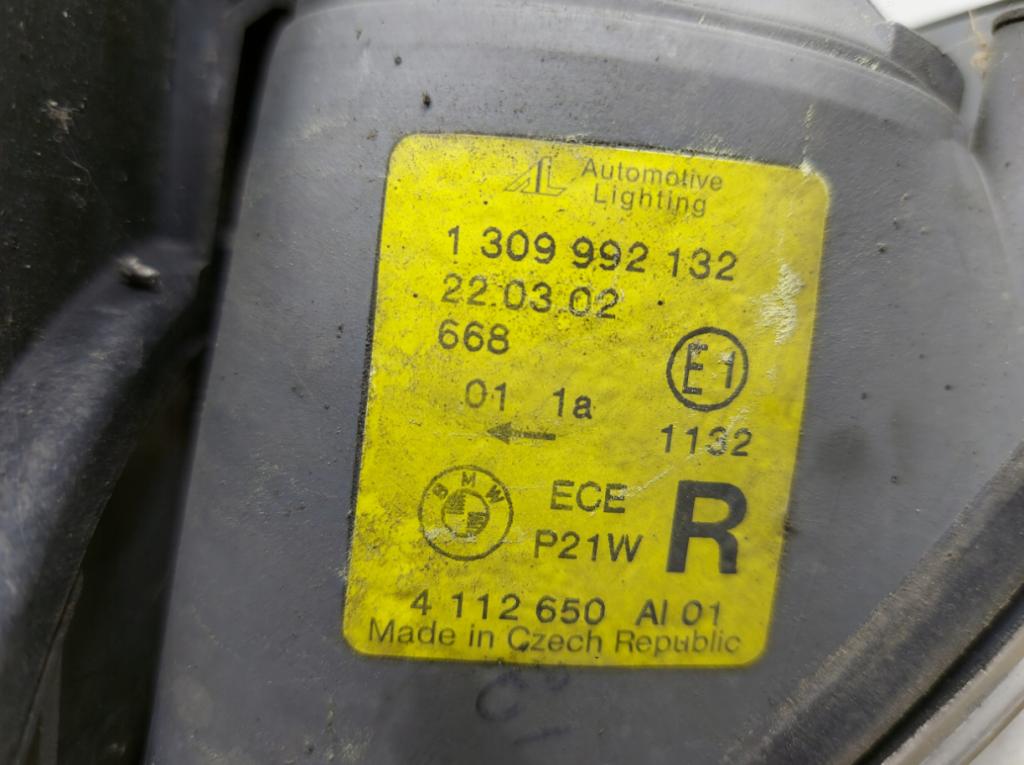 AL Automotive
Lighting
1 309 992 132
22.03.02
668
E1
01 1a
1132
BMW
ECE
P21W
R
4 112 650 AI 01
Made in Czech Republic